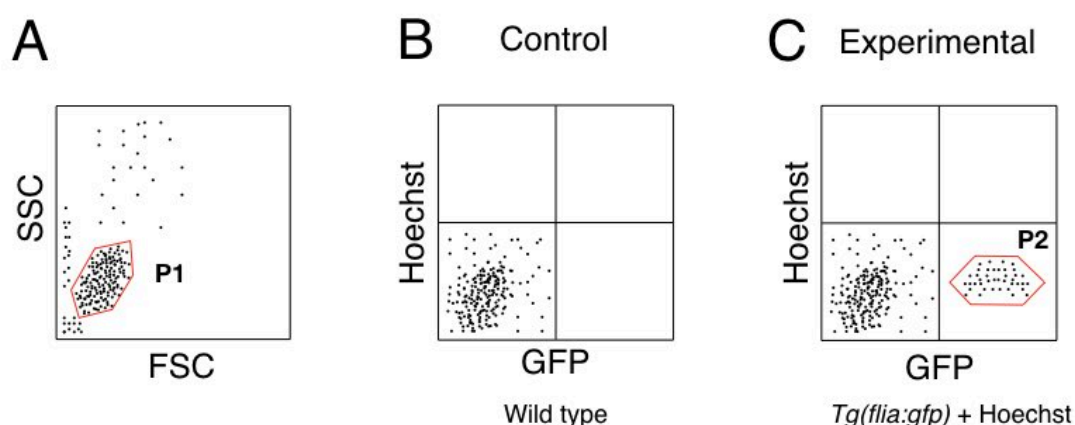 A
SSC
P1
FSC
B Control
Hoechst
GFP
Wild type
C Experimental
Hoechst
P2
GFP
Tg(flia:gfp) + Hoechst